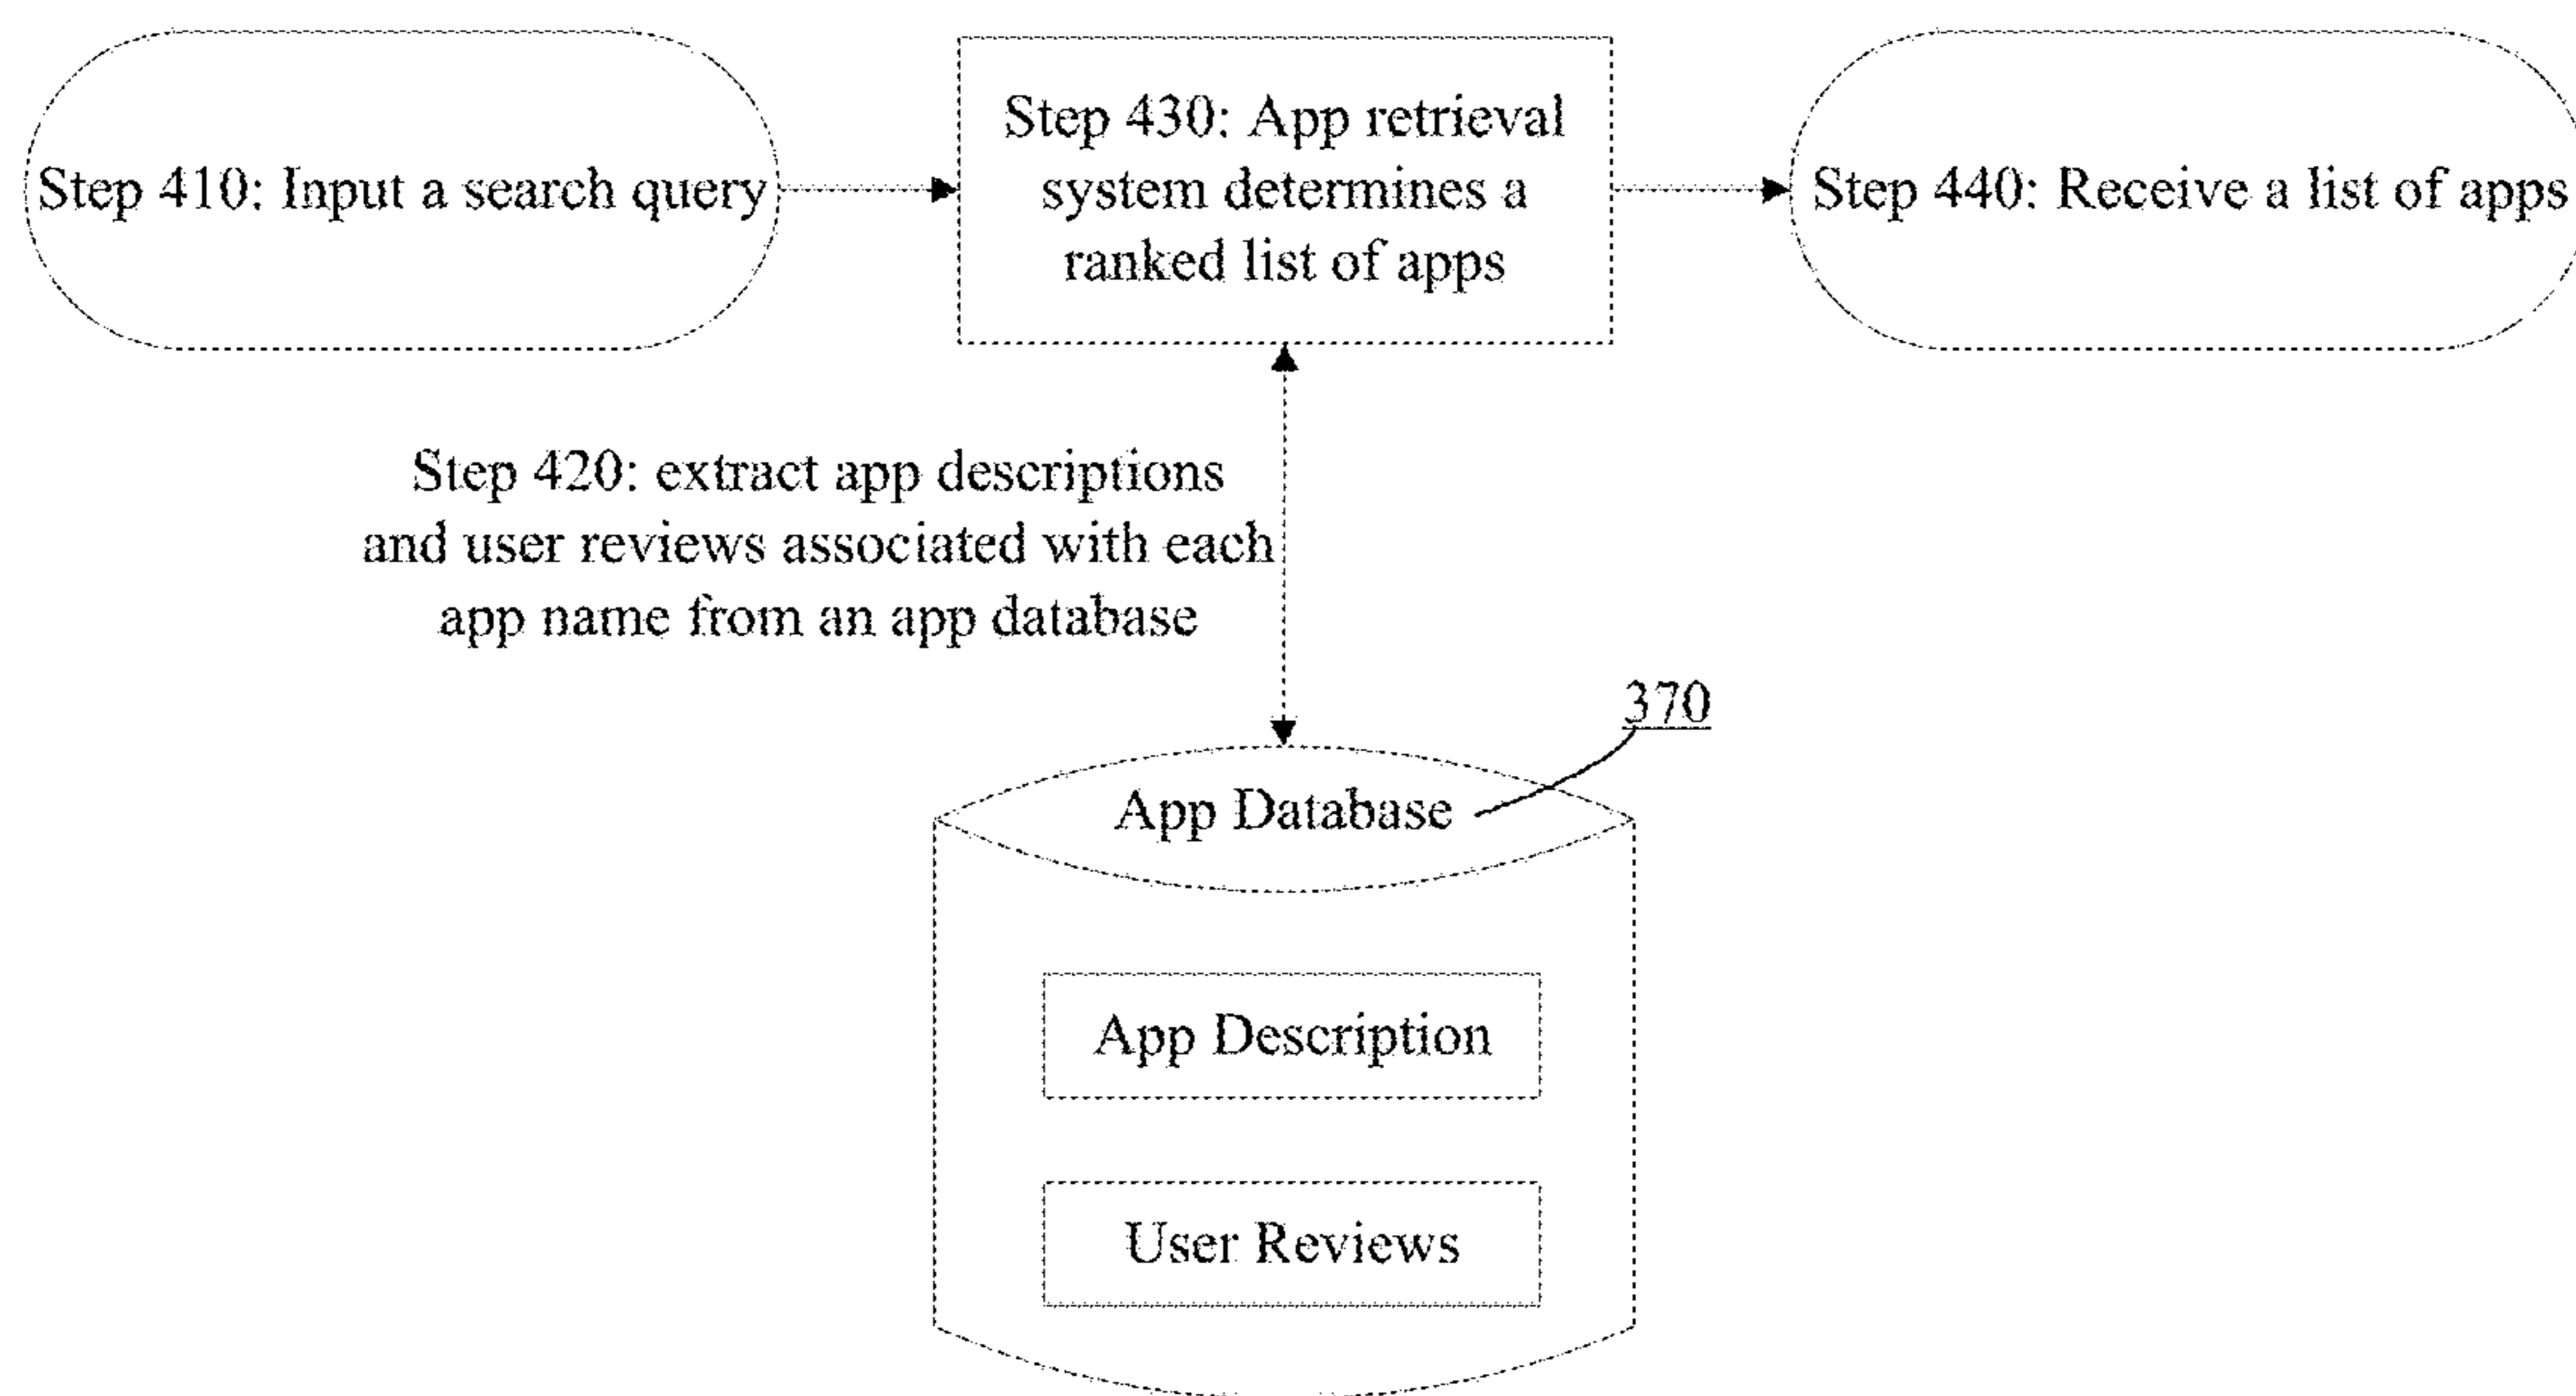 Step 410: Input a search query
Step 430: App retrieval
system determines a
ranked list of apps
Step 440: Receive a list of apps
Step 420: extract app descriptions
and user reviews associated with each
app name from an app database
370
App Database
App Description
User Reviews